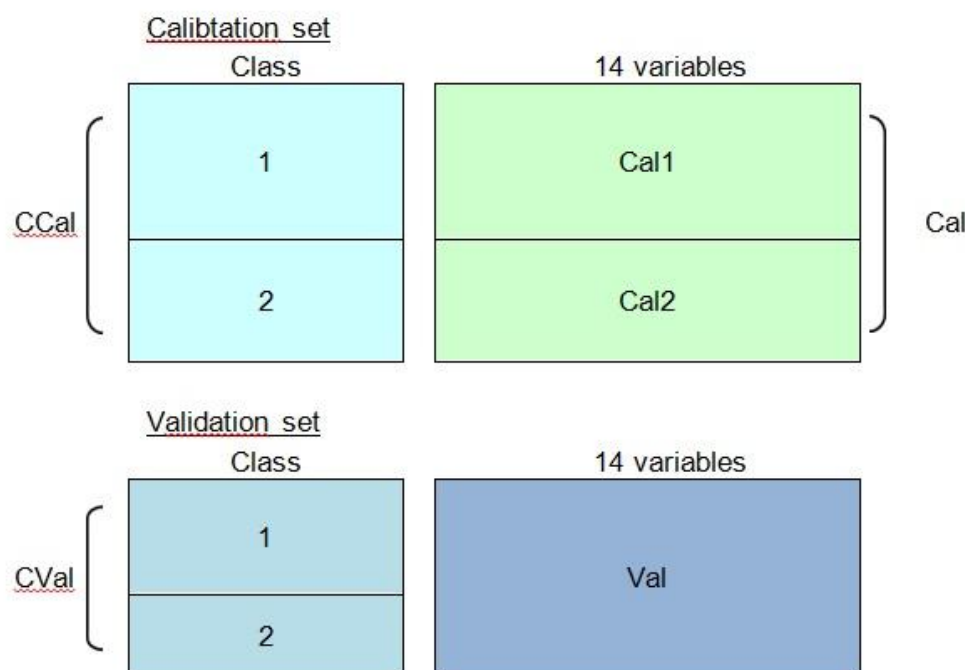 Calibtation set
Class 14 variables
1 Cal1
CCal Cal
2 Cal2
Validation set
Class 14 variables
1
CVal Val
2